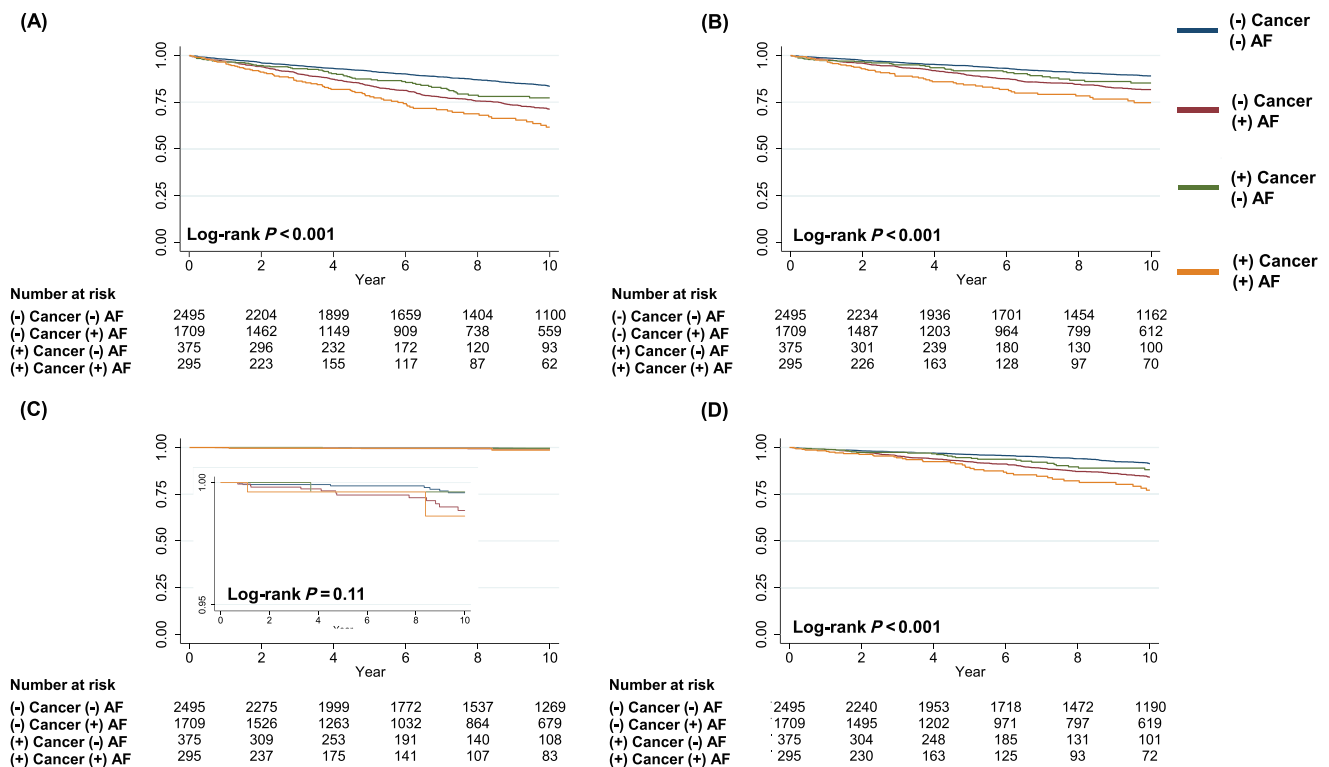 (A)
1.00
0.75
0.50
0.25
0.00
Log-rank P < 0.001
0 2 4 6 8 10
Year
Number at risk
(-) Cancer (-) AF 2495 2204 1899 1659 1404 1100
(-) Cancer (+) AF 1709 1462 1149 909 738 559
(+) Cancer (-) AF 375 296 232 172 120 93
(+) Cancer (+) AF 295 223 155 117 87 62
(B)
1.00
0.75
0.50
0.25
0.00
Log-rank P < 0.001
0 2 4 6 8 10
Year
Number at risk
(-) Cancer (-) AF 2495 2234 1936 1701 1454 1162
(-) Cancer (+) AF 1709 1487 1203 964 799 612
(+) Cancer (-) AF 375 301 239 180 130 100
(+) Cancer (+) AF 295 226 163 128 97 70
(-) Cancer
(-) AF
(-) Cancer
(+) AF
(+) Cancer
(-) AF
(+) Cancer
(+) AF
(C)
1.00
0.75
0.50
0.25
0.00
1.00
0.95
Log-rank P = 0.11
0 2 4 6 8 10
0 2 4 6 8 10
Year
Number at risk
(-) Cancer (-) AF 2495 2275 1999 1772 1537 1269
(-) Cancer (+) AF 1709 1526 1263 1032 864 679
(+) Cancer (-) AF 375 309 253 191 140 108
(+) Cancer (+) AF 295 237 175 141 107 83
(D)
1.00
0.75
0.50
0.25
0.00
Log-rank P < 0.001
0 2 4 6 8 10
Year
Number at risk
(-) Cancer (-) AF 2495 2240 1953 1718 1472 1190
(-) Cancer (+) AF 1709 1495 1202 971 797 619
(+) Cancer (-) AF 375 304 248 185 131 101
(+) Cancer (+) AF 295 230 163 125 93 72